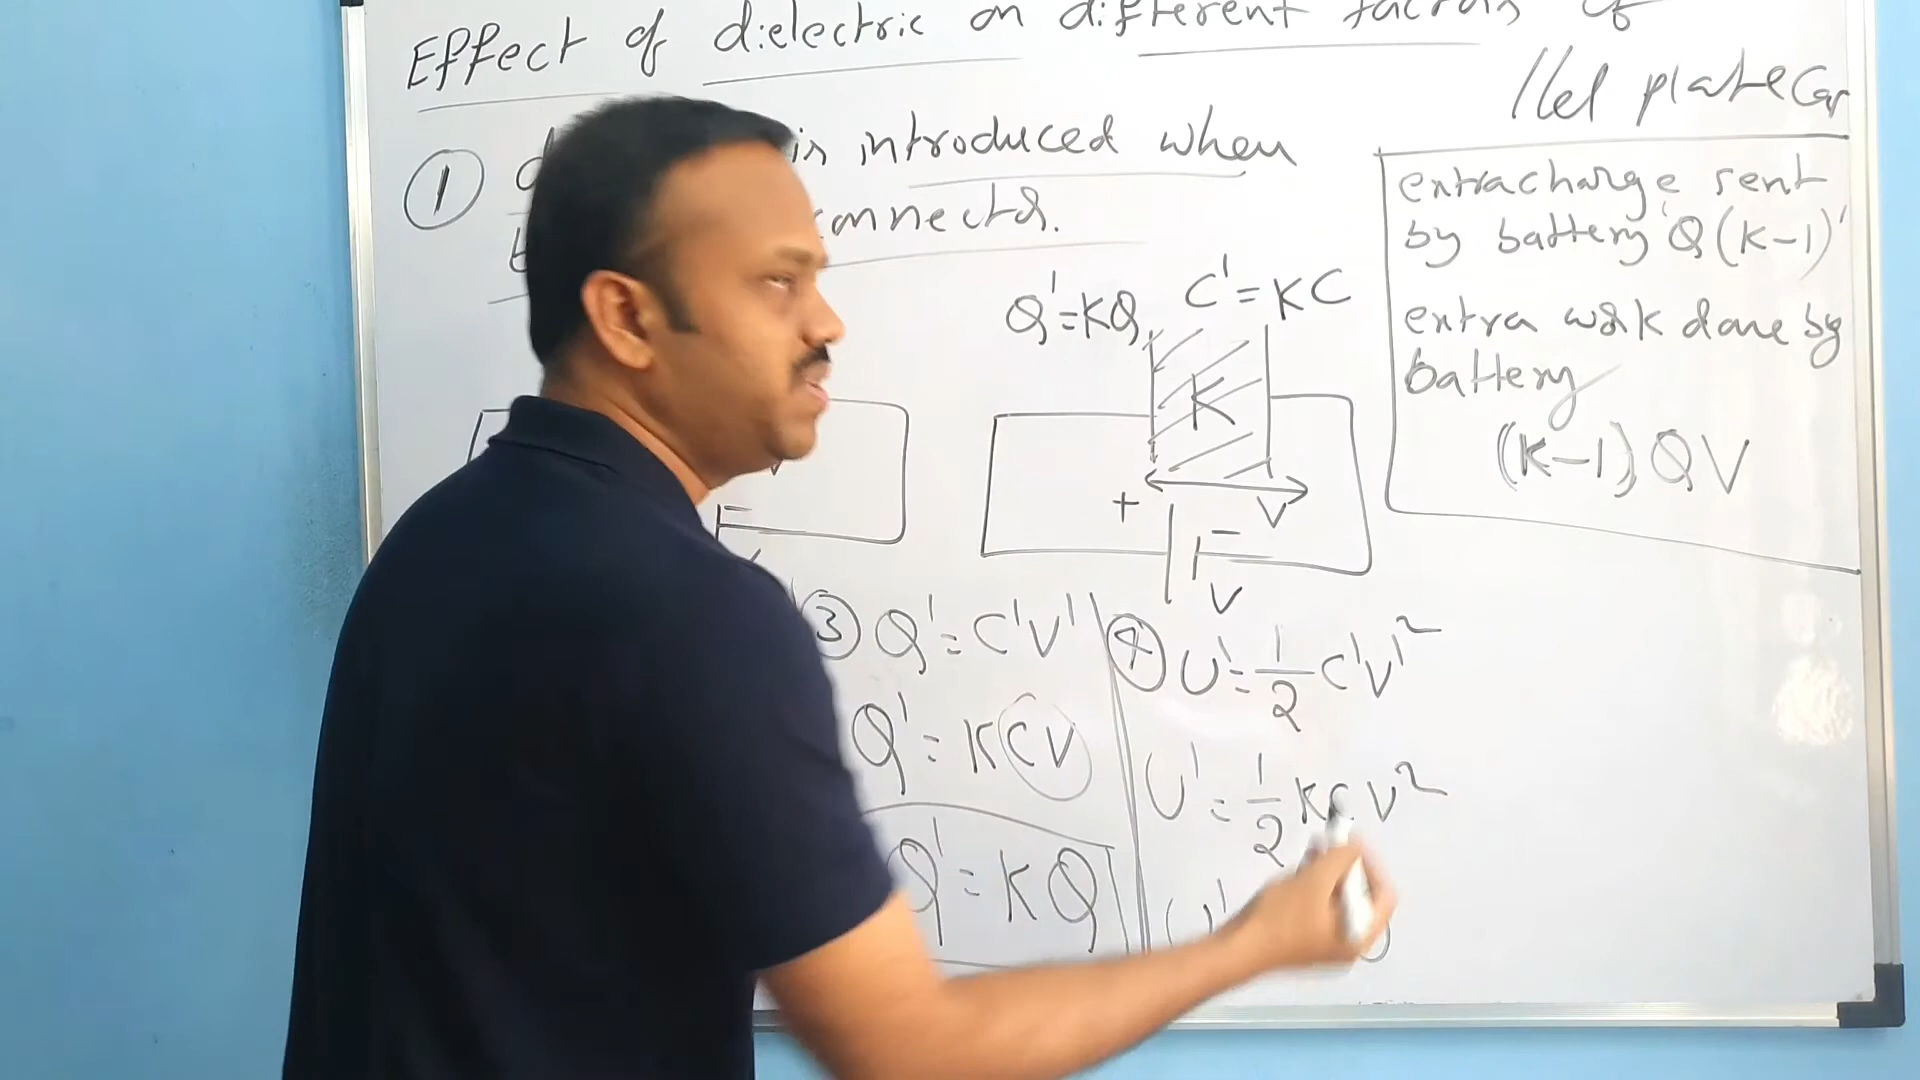 Effect of dielectric on different factors of
//el plate Cap
① is introduced when
connected.
Q' = KQ
C' = KC
K
+ -
V
V
extra charge sent
by battery Q(K-1)
extra work done by
battery
(K-1) QV
③ Q' = C'V'
Q' = KCV
Q' = KQ
④ U' = 1/2 C'V'²
U' = 1/2 KCV²
U'